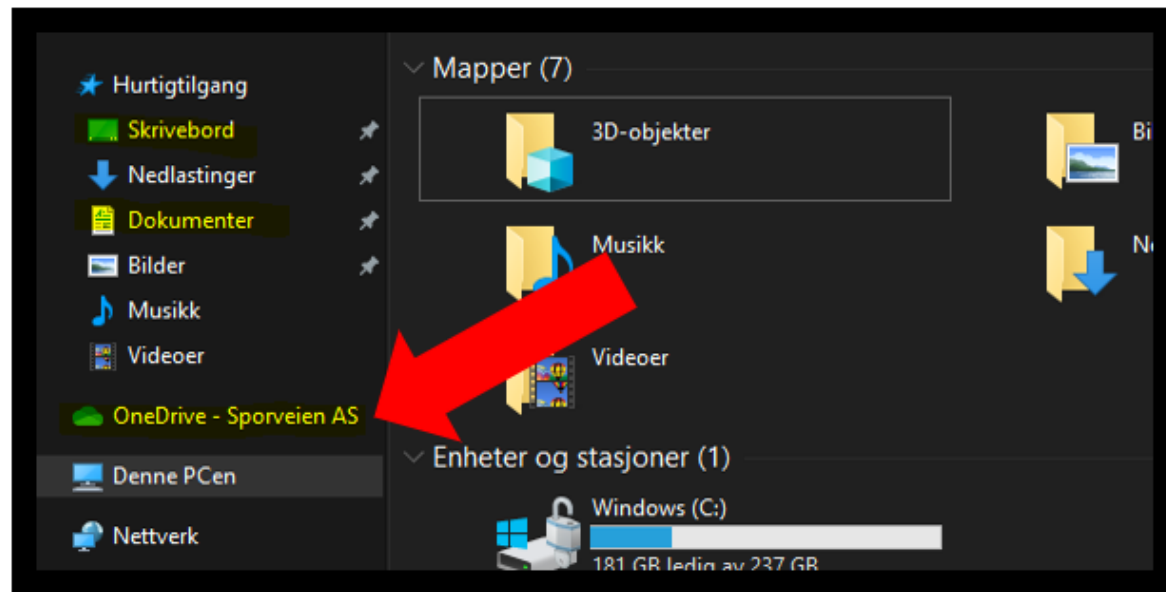 Hurtigtilgang
Skrivebord
Nedlastinger
Dokumenter
Bilder
Musikk
Videoer
OneDrive - Sporveien AS
Denne PCen
Nettverk
Mapper (7)
3D-objekter
Musikk
Videoer
Enheter og stasjoner (1)
Windows (C:)
181 GB ledig av 237 GB